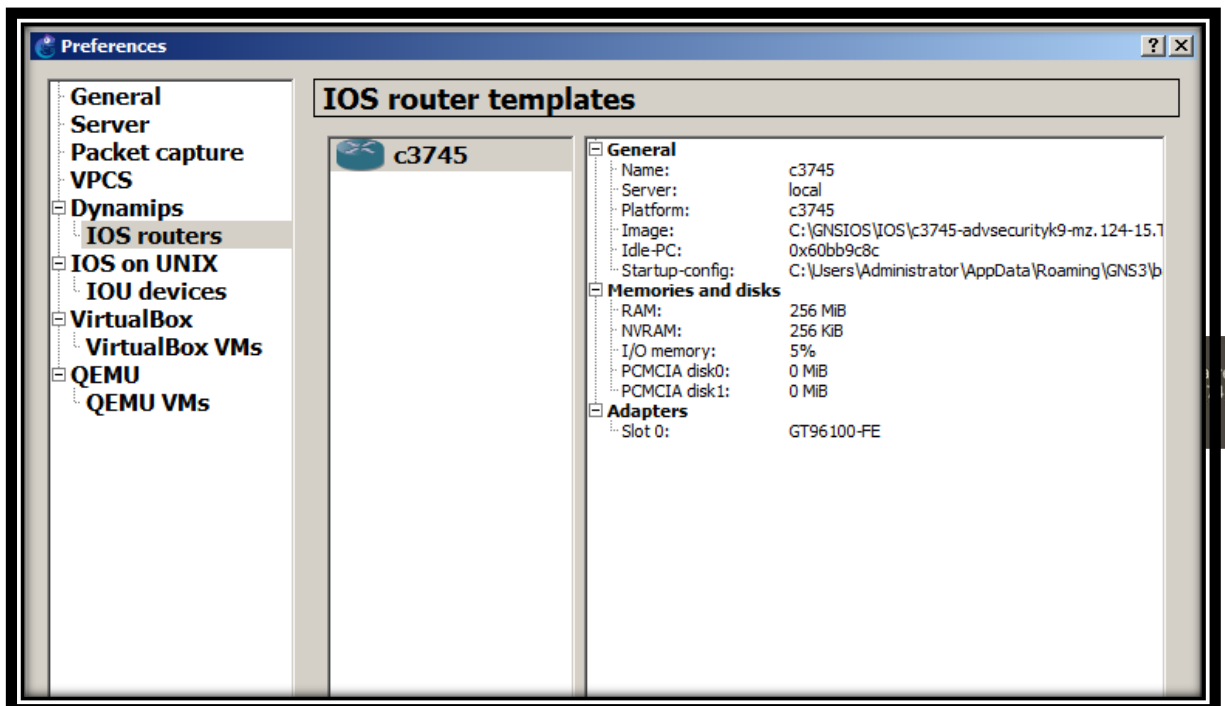 Preferences
General
Server
Packet capture
VPCS
Dynamips
IOS routers
IOS on UNIX
IOU devices
VirtualBox
VirtualBox VMs
QEMU
QEMU VMs
IOS router templates
c3745
General
Name: c3745
Server: local
Platform: c3745
Image: C:\GNSIOS\IOS\c3745-advsecurityk9-mz.124-15.T
Idle-PC: 0x60bb9c8c
Startup-config: C:\Users\Administrator\AppData\Roaming\GNS3\b
Memories and disks
RAM: 256 MiB
NVRAM: 256 KiB
I/O memory: 5%
PCMCIA disk0: 0 MiB
PCMCIA disk1: 0 MiB
Adapters
Slot 0: GT96100-FE